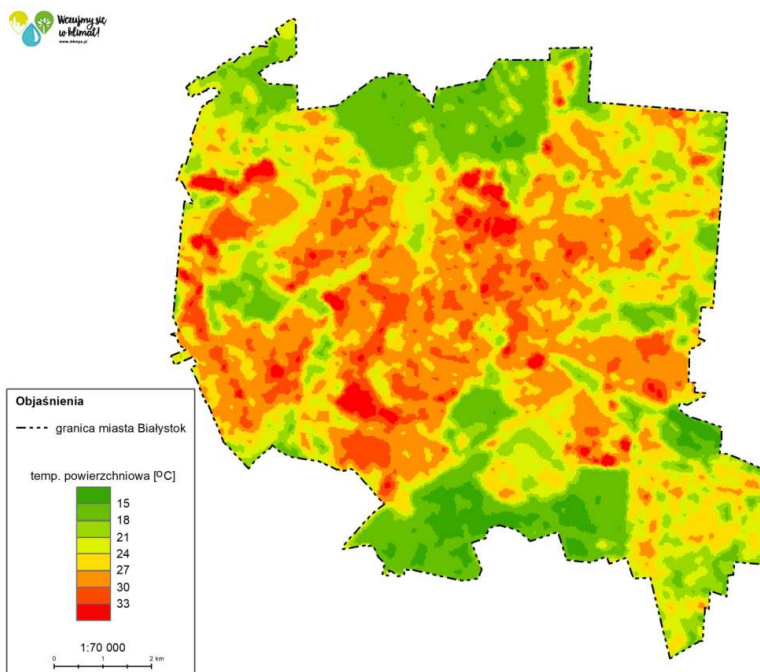 Wczujmy się
w klimat!
Objaśnienia
granica miasta Białystok
temp. powierzchniowa [ºC]
15
18
21
24
27
30
33
1:70 000
0 1 2 km